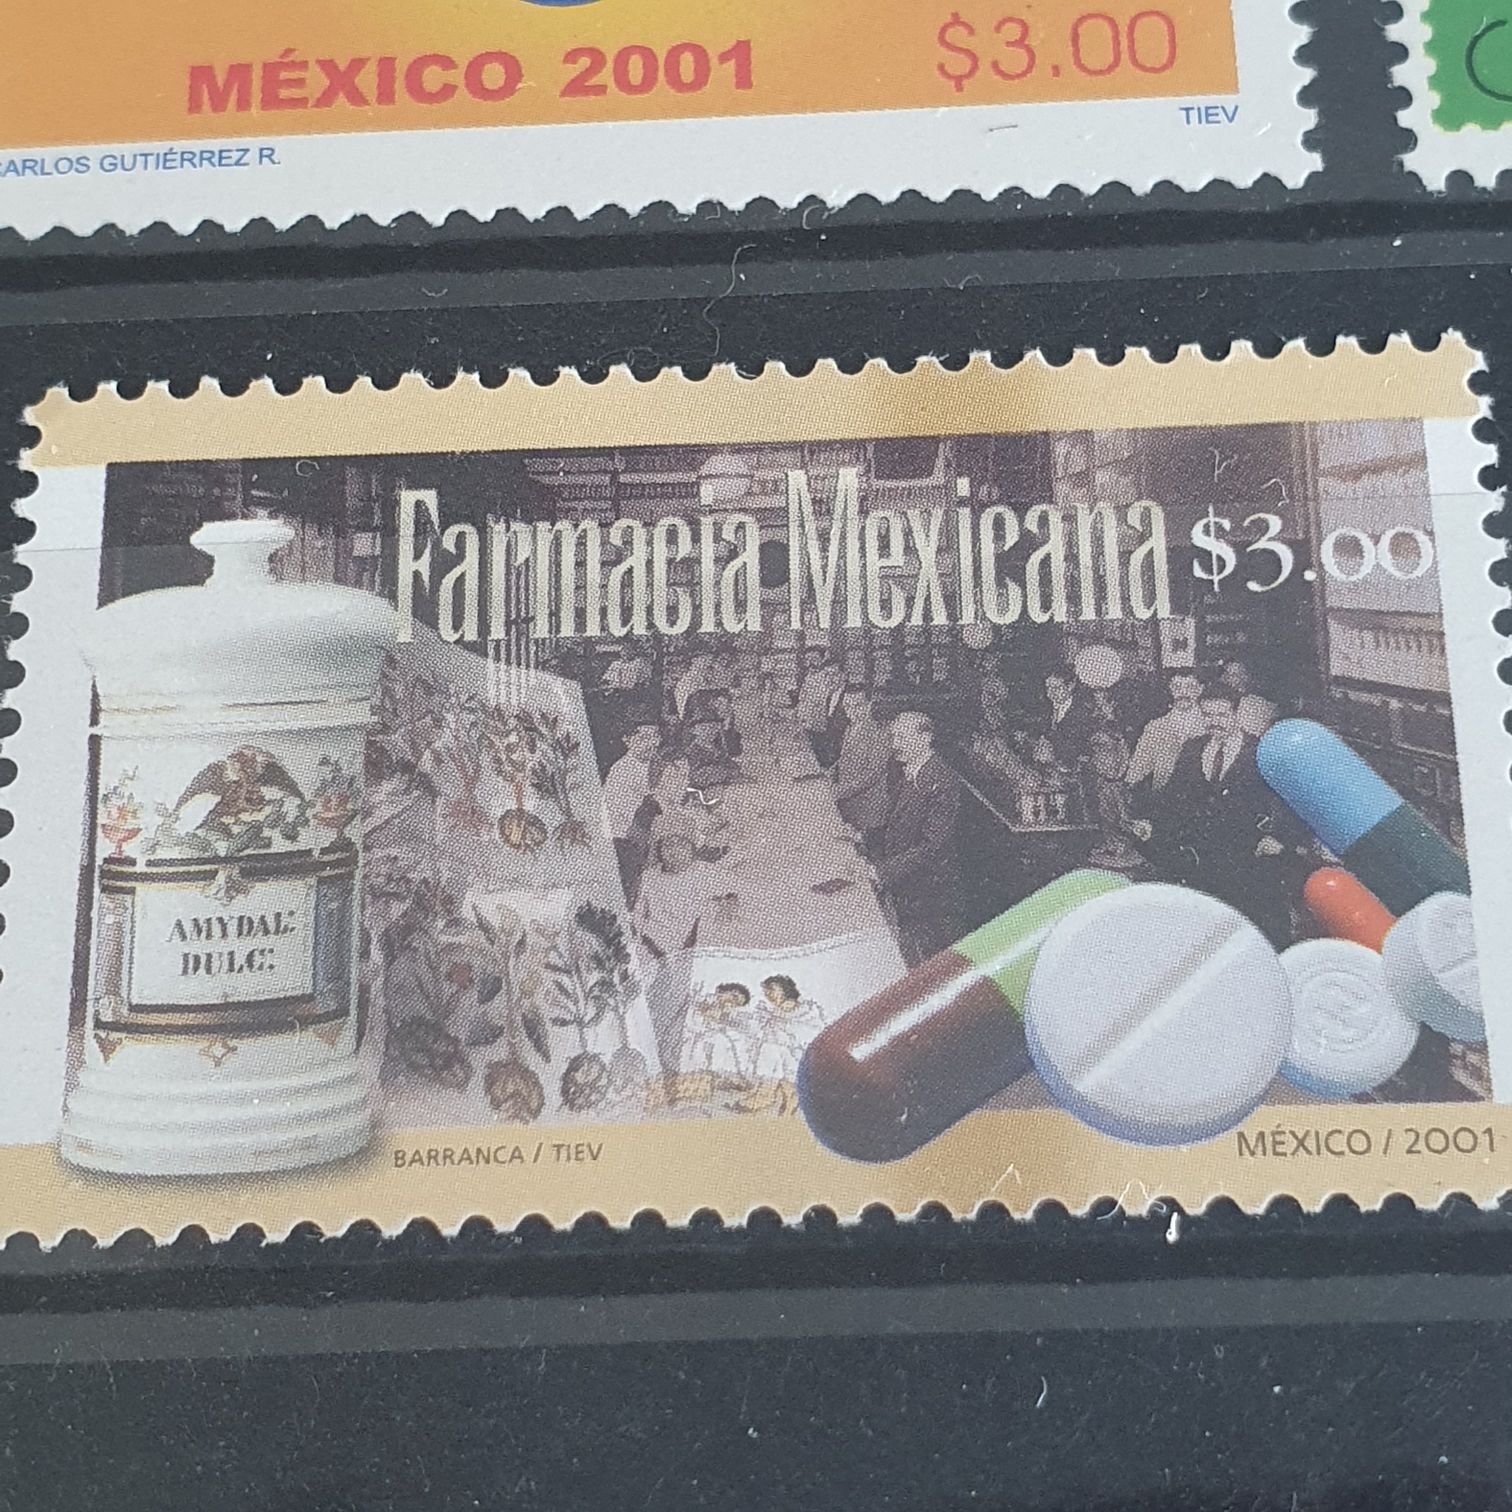 MÉXICO 2001
$3.00
CARLOS GUTIÉRREZ R.
TIEV
Farmacia Mexicana
$3.00
AMYDAL:
DULC:
BARRANCA / TIEV
MÉXICO / 2001